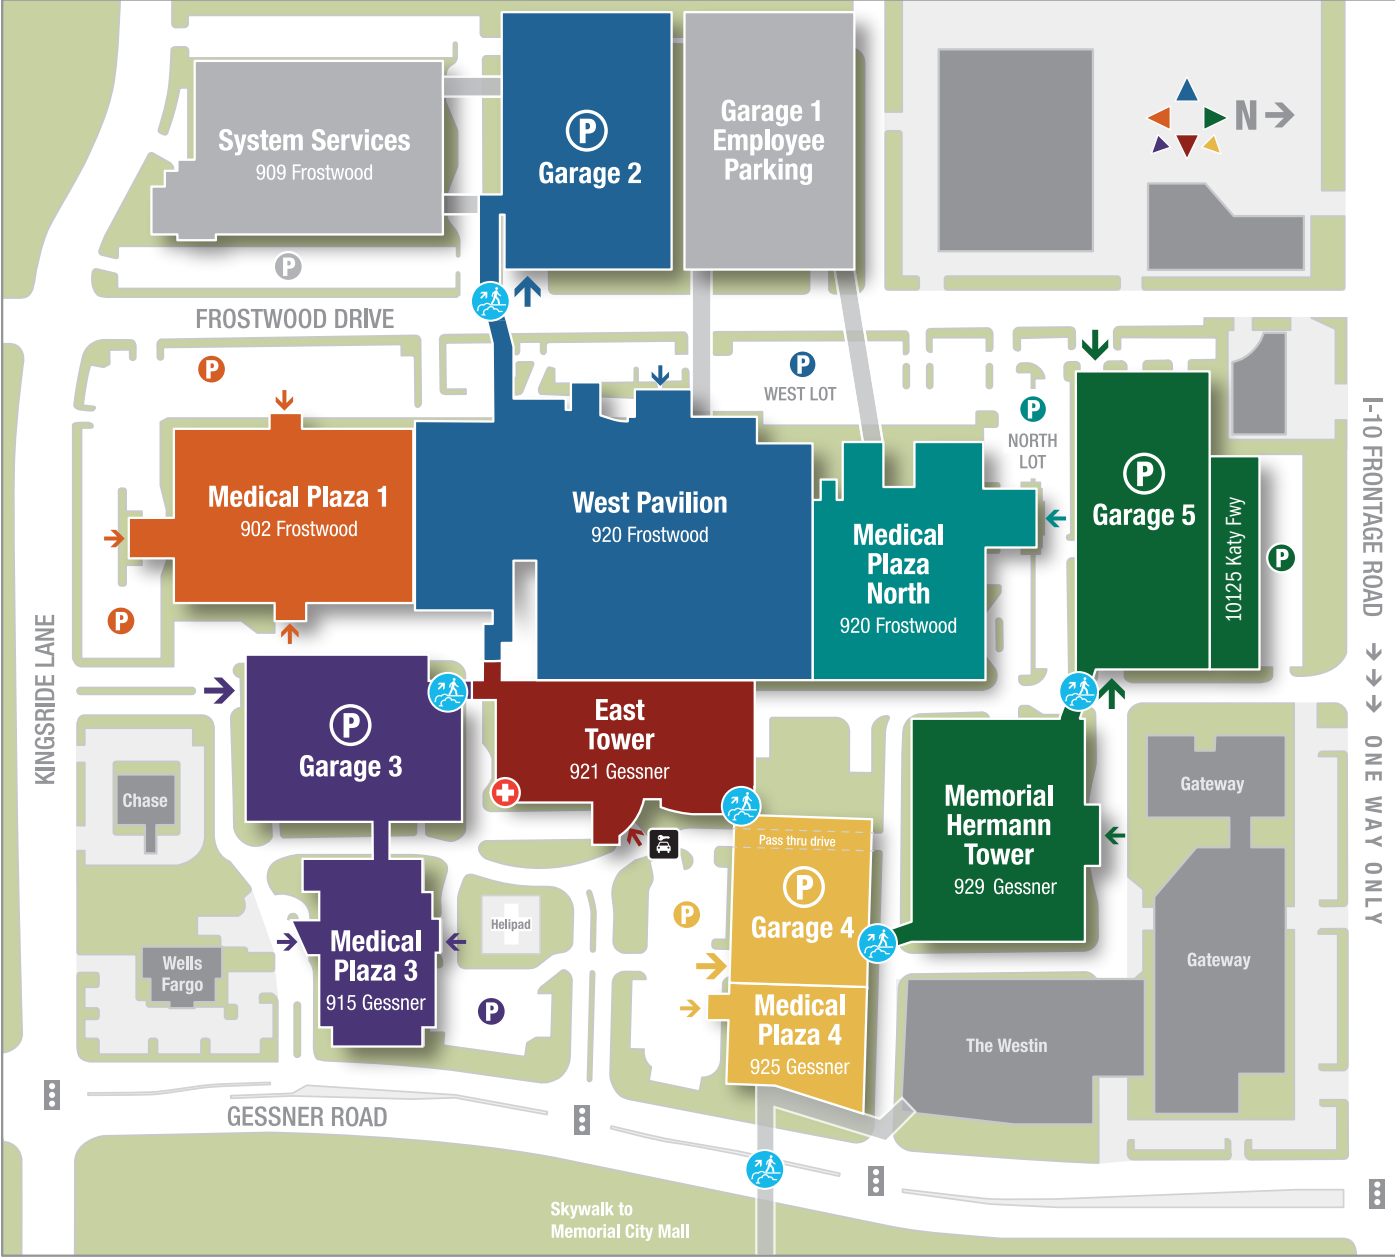 P
Garage 2
Garage 1
Employee
Parking
System Services
909 Frostwood
P
N
FROSTWOOD DRIVE
P
P
WEST LOT
P
NORTH
LOT
Medical Plaza 1
902 Frostwood
P
West Pavilion
920 Frostwood
Medical
Plaza
North
920 Frostwood
P
Garage 5
10125 Katy Fwy
P
I-10 FRONTAGE ROAD
ONE WAY ONLY
KINGSRIDE LANE
P
Garage 3
East
Tower
921 Gessner
Chase
Memorial
Hermann
Tower
929 Gessner
Gateway
Gateway
Pass thru drive
P
Garage 4
P
Medical
Plaza 4
925 Gessner
Helipad
Medical
Plaza 3
915 Gessner
P
Wells
Fargo
The Westin
GESSNER ROAD
Skywalk to
Memorial City Mall